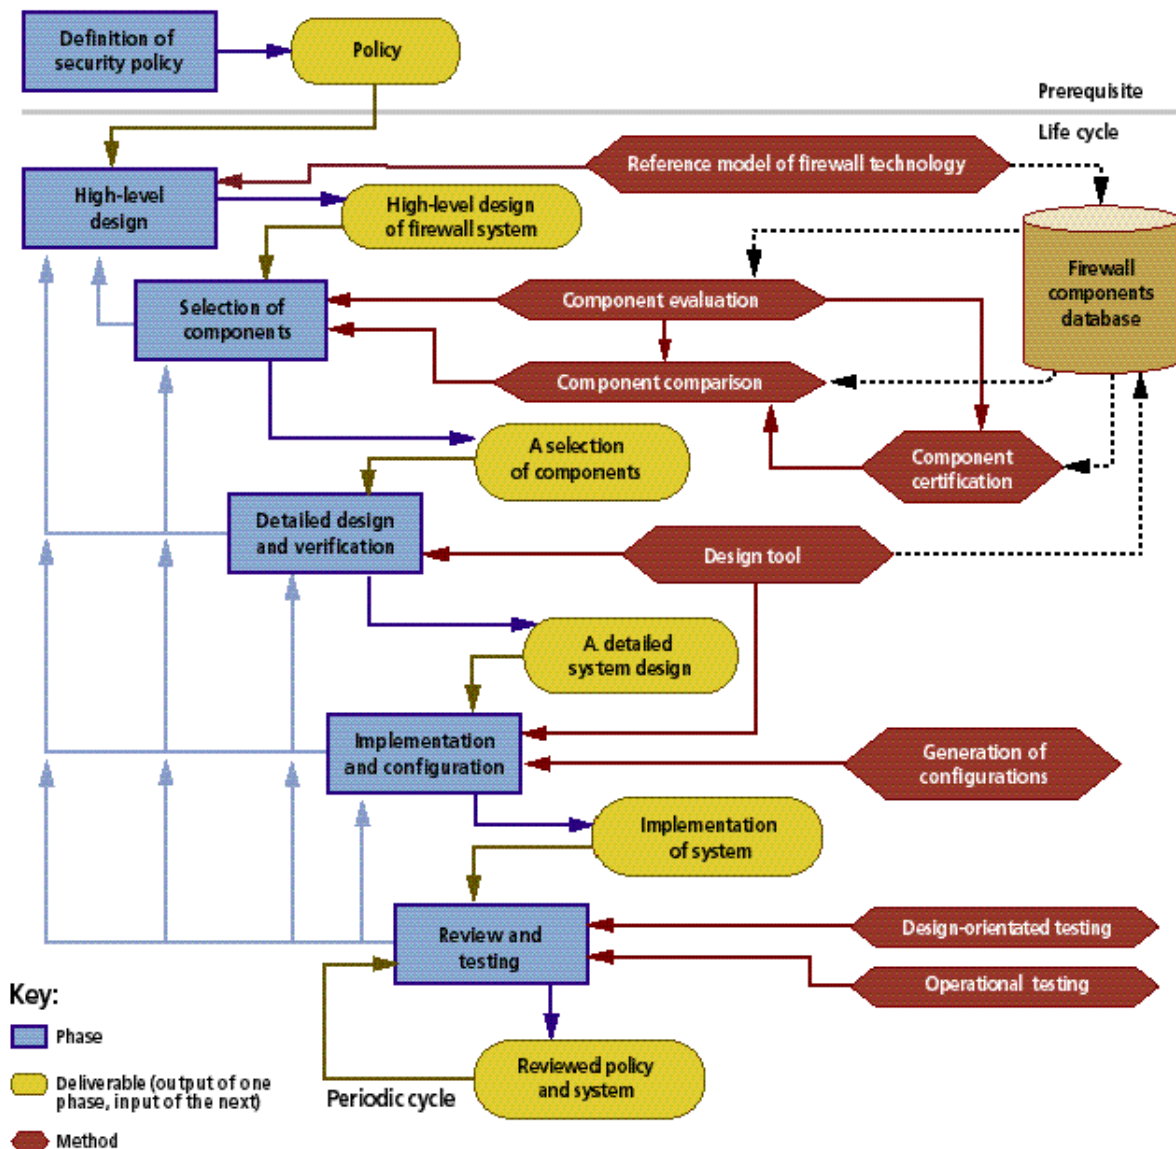 Definition of
security policy
Policy
Prerequisite
Life cycle
Reference model of firewall technology
High-level
design
High-level design
of firewall system
Firewall
components
database
Component evaluation
Selection of
components
Component comparison
A selection
of components
Component
certification
Detailed design
and verification
Design tool
A. detailed
system design
Implementation
and configuration
Generation of
configurations
Implementation
of system
Review and
testing
Design-orientated testing
Operational testing
Key:
Phase
Deliverable (output of one
phase, input of the next)
Method
Periodic cycle
Reviewed policy
and system